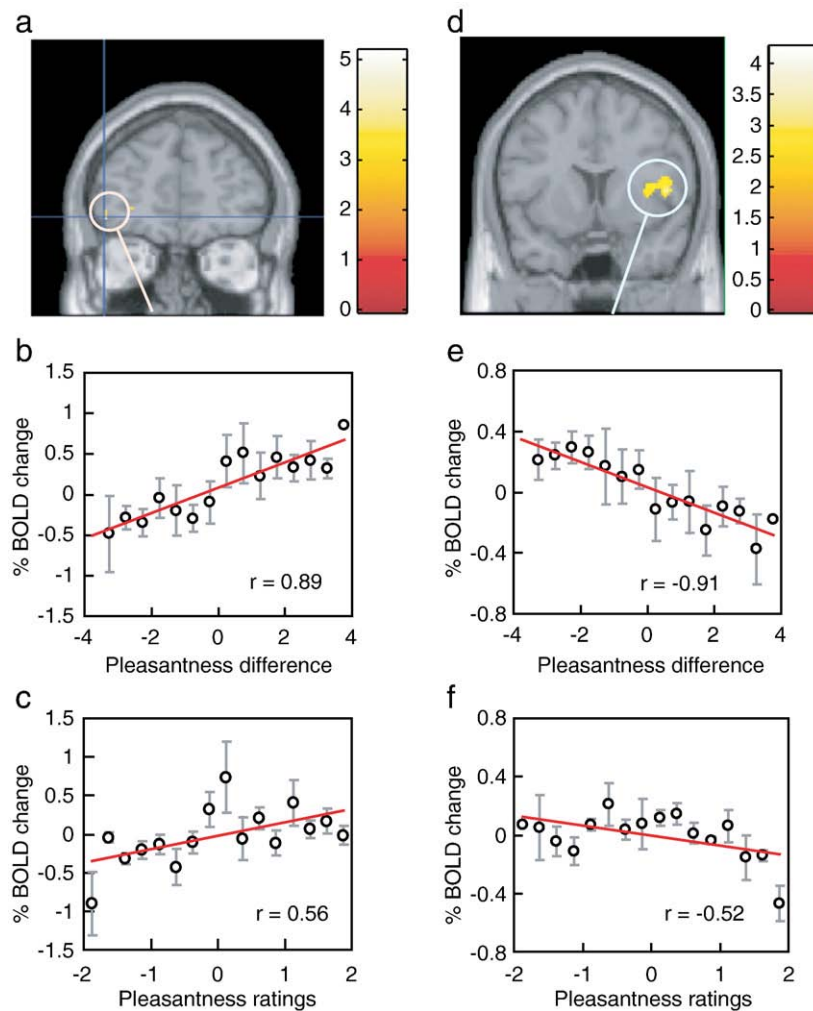 a
5
4
3
2
1
0
d
4
3.5
3
2.5
2
1.5
1
0.5
0
b
1.5
1
0.5
0
-0.5
-1
-1.5
% BOLD change
r = 0.89
-4 -2 0 2 4
Pleasantness difference
e
0.8
0.4
0
-0.4
-0.8
% BOLD change
r = -0.91
-4 -2 0 2 4
Pleasantness difference
c
1.5
1
0.5
0
-0.5
-1
-1.5
% BOLD change
r = 0.56
-2 -1 0 1 2
Pleasantness ratings
f
0.8
0.4
0
-0.4
-0.8
% BOLD change
r = -0.52
-2 -1 0 1 2
Pleasantness ratings